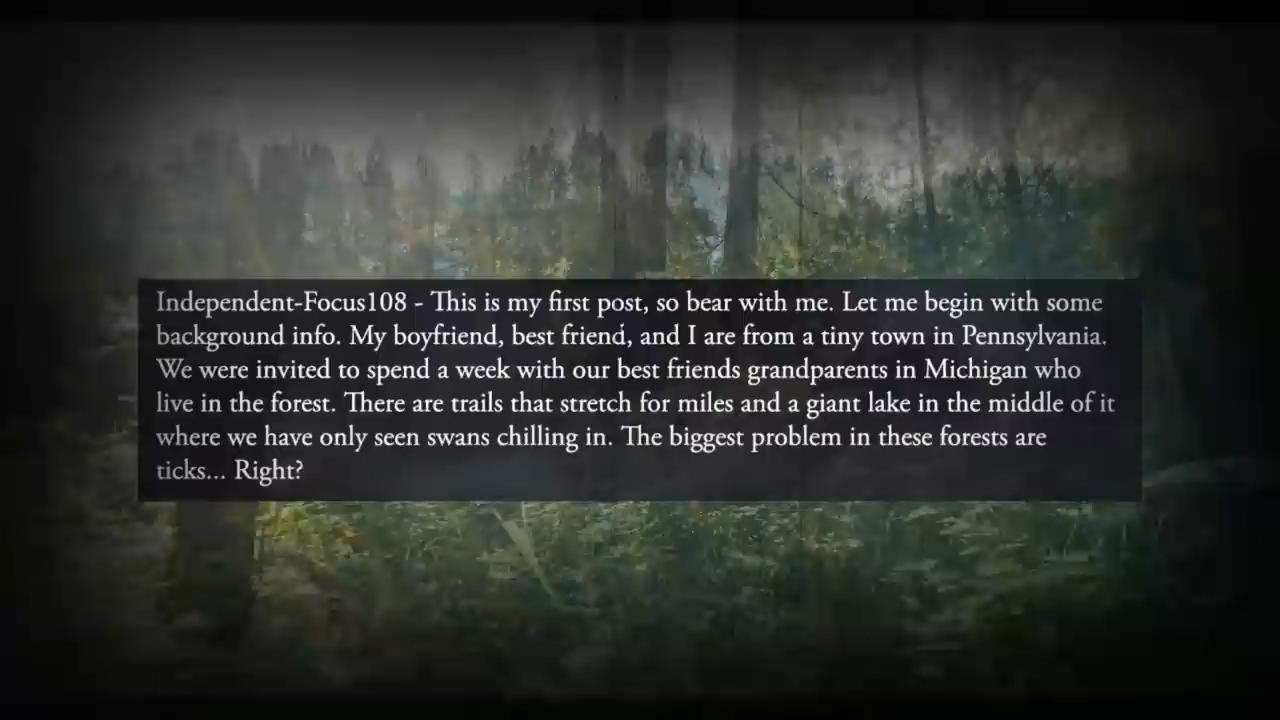 Independent-Focus108 - This is my first post, so bear with me. Let me begin with some
background info. My boyfriend, best friend, and I are from a tiny town in Pennsylvania.
We were invited to spend a week with our best friends grandparents in Michigan who
live in the forest. There are trails that stretch for miles and a giant lake in the middle of it
where we have only seen swans chilling in. The biggest problem in these forests are
ticks... Right?